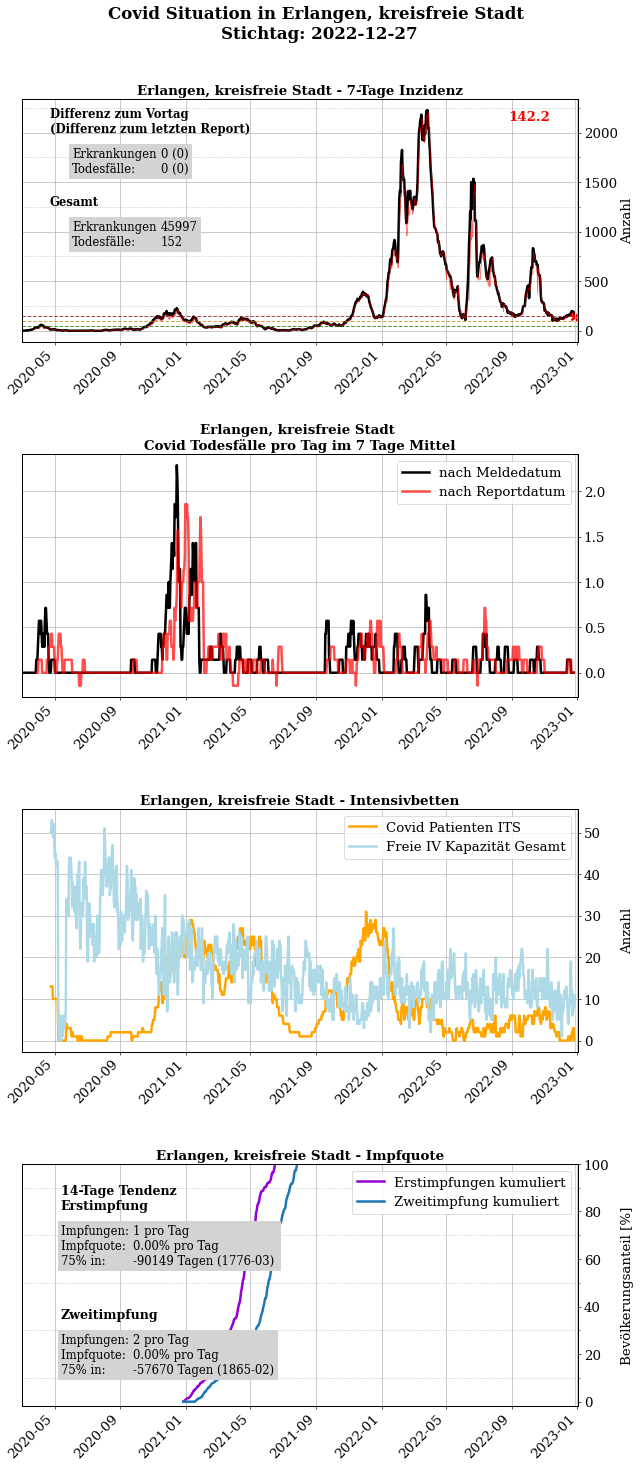 Covid Situation in Erlangen, kreisfreie Stadt
Stichtag: 2022-12-27
Erlangen, kreisfreie Stadt - 7-Tage Inzidenz
Differenz zum Vortag
(Differenz zum letzten Report)
Erkrankungen 0 (0)
Todesfälle: 0 (0)
Gesamt
Erkrankungen 45997
Todesfälle: 152
142.2
2000
1500
1000
500
0
Anzahl
2020-05
2020-09
2021-01
2021-05
2021-09
2022-01
2022-05
2022-09
2023-01
Erlangen, kreisfreie Stadt
Covid Todesfälle pro Tag im 7 Tage Mittel
nach Meldedatum
nach Reportdatum
2.0
1.5
1.0
0.5
0.0
2020-05
2020-09
2021-01
2021-05
2021-09
2022-01
2022-05
2022-09
2023-01
Erlangen, kreisfreie Stadt - Intensivbetten
Covid Patienten ITS
Freie IV Kapazität Gesamt
50
40
30
20
10
0
Anzahl
2020-05
2020-09
2021-01
2021-05
2021-09
2022-01
2022-05
2022-09
2023-01
Erlangen, kreisfreie Stadt - Impfquote
14-Tage Tendenz
Erstimpfung
Impfungen: 1 pro Tag
Impfquote: 0.00% pro Tag
75% in: -90149 Tagen (1776-03)
Zweitimpfung
Impfungen: 2 pro Tag
Impfquote: 0.00% pro Tag
75% in: -57670 Tagen (1865-02)
Erstimpfungen kumuliert
Zweitimpfung kumuliert
100
80
60
40
20
0
Bevölkerungsanteil [%]
2020-05
2020-09
2021-01
2021-05
2021-09
2022-01
2022-05
2022-09
2023-01